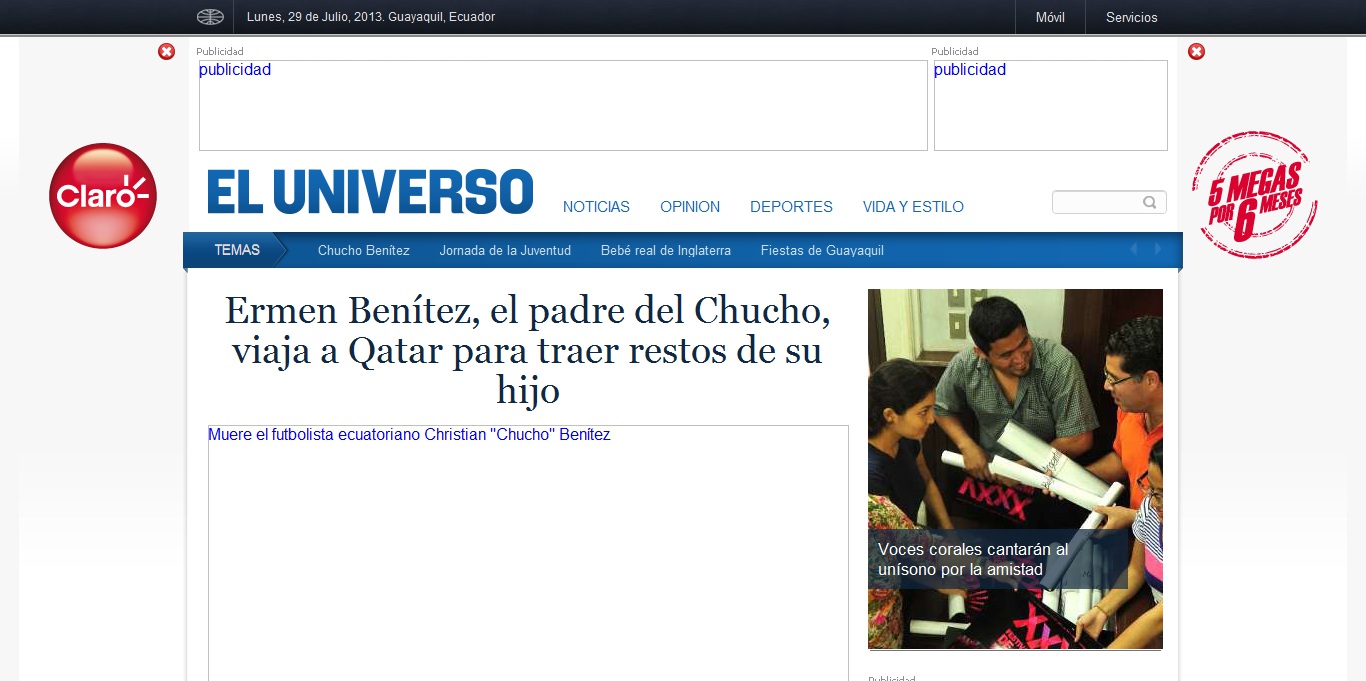 Lunes, 29 de Julio, 2013. Guayaquil, Ecuador
Móvil
Servicios
Publicidad
Publicidad
publicidad
publicidad
Claro
5 MEGAS
POR 6 MESES
EL UNIVERSO
NOTICIAS
OPINION
DEPORTES
VIDA Y ESTILO
TEMAS
Chucho Benítez
Jornada de la Juventud
Bebé real de Inglaterra
Fiestas de Guayaquil
Ermen Benítez, el padre del Chucho,
viaja a Qatar para traer restos de su
hijo
Muere el futbolista ecuatoriano Christian "Chucho" Benítez
XXXV
Voces corales cantarán al
unísono por la amistad
Publicidad